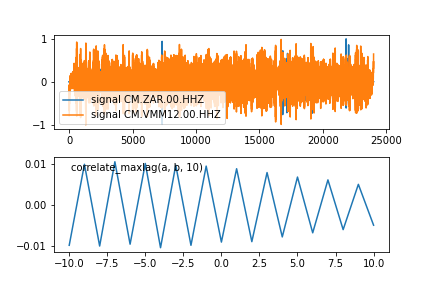 1
0
−1
signal CM.ZAR.00.HHZ
signal CM.VMM12.00.HHZ
0 5000 10000 15000 20000 25000
correlate_maxlag(a, b, 10)
0.01
0.00
−0.01
−10.0 −7.5 −5.0 −2.5 0.0 2.5 5.0 7.5 10.0